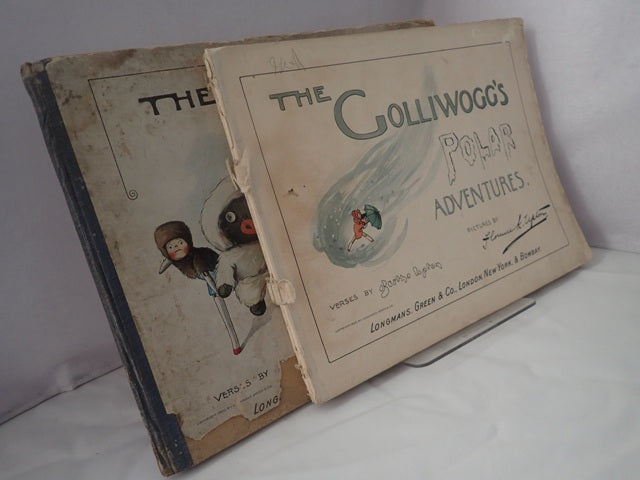 THE
VERSES BY
LONG
THE
GOLLIWOGG'S
POLAR
ADVENTURES.
PICTURES BY
Florence K. Upton
VERSES BY Bertha Upton
LONGMANS, GREEN & CO., LONDON, NEW YORK, & BOMBAY.